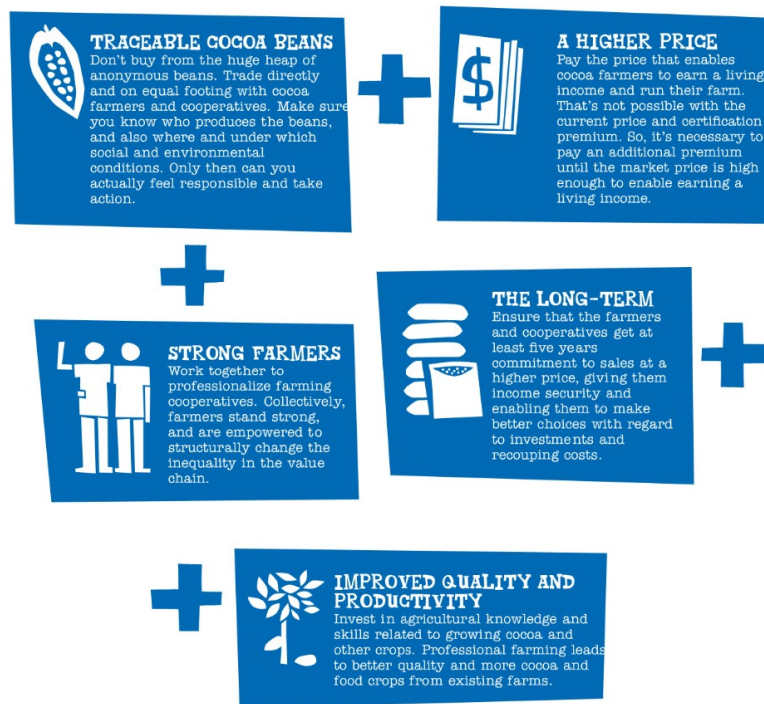 TRACEABLE COCOA BEANS
Don't buy from the huge heap of
anonymous beans. Trade directly
and on equal footing with cocoa
farmers and cooperatives. Make sure
you know who produces the beans,
and also where and under which
social and environmental
conditions. Only then can you
actually feel responsible and take
action.
A HIGHER PRICE
Pay the price that enables
cocoa farmers to earn a living
income and run their farm.
That's not possible with the
current price and certification
premium. So, it's necessary to
pay an additional premium
until the market price is high
enough to enable earning a
living income.
STRONG FARMERS
Work together to
professionalize farming
cooperatives. Collectively,
farmers stand strong,
and are empowered to
structurally change the
inequality in the value
chain.
THE LONG-TERM
Ensure that the farmers
and cooperatives get at
least five years
commitment to sales at a
higher price, giving them
income security and
enabling them to make
better choices with regard
to investments and
recouping costs.
IMPROVED QUALITY AND
PRODUCTIVITY
Invest in agricultural knowledge and
skills related to growing cocoa and
other crops. Professional farming leads
to better quality and more cocoa and
food crops from existing farms.